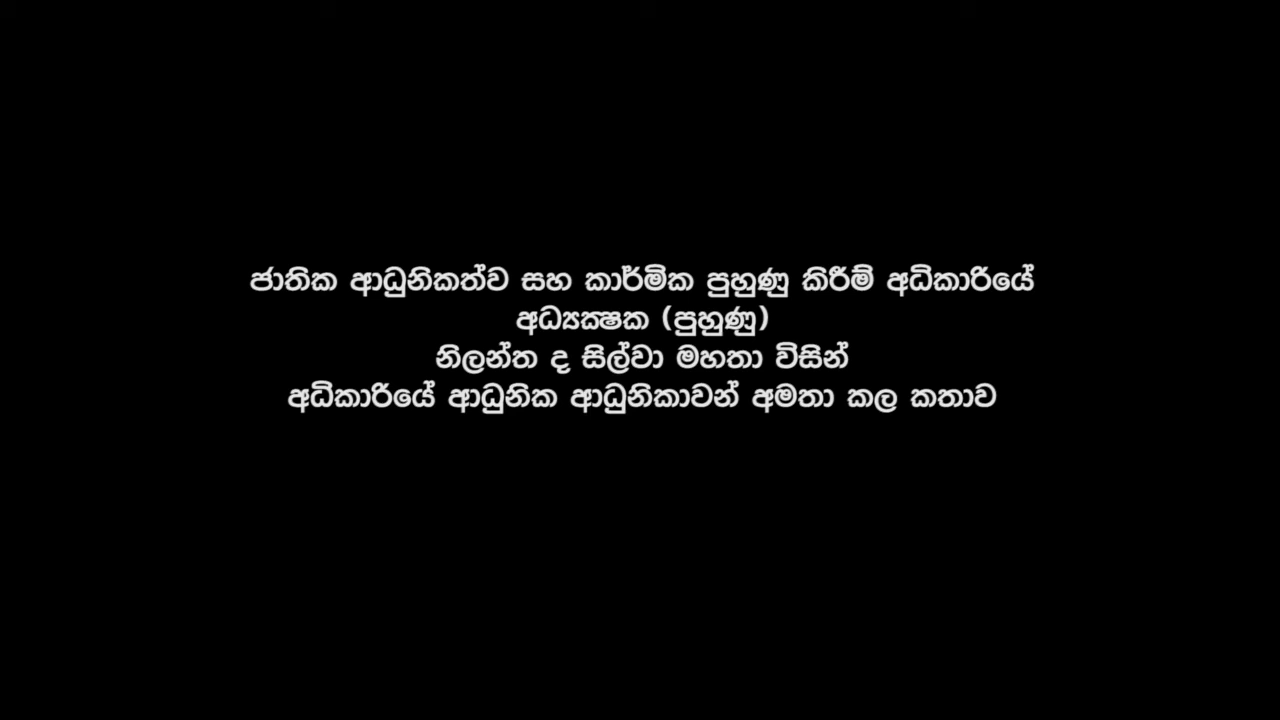 ජාතික ආධුනිකත්ව සහ කාර්මික පුහුණු කිරීම් අධිකාරියේ
අධ්‍යක්‍ෂක (පුහුණු)
නිලන්ත ද සිල්වා මහතා විසින්
අධිකාරියේ ආධුනික ආධුනිකාවන් අමතා කල කතාව